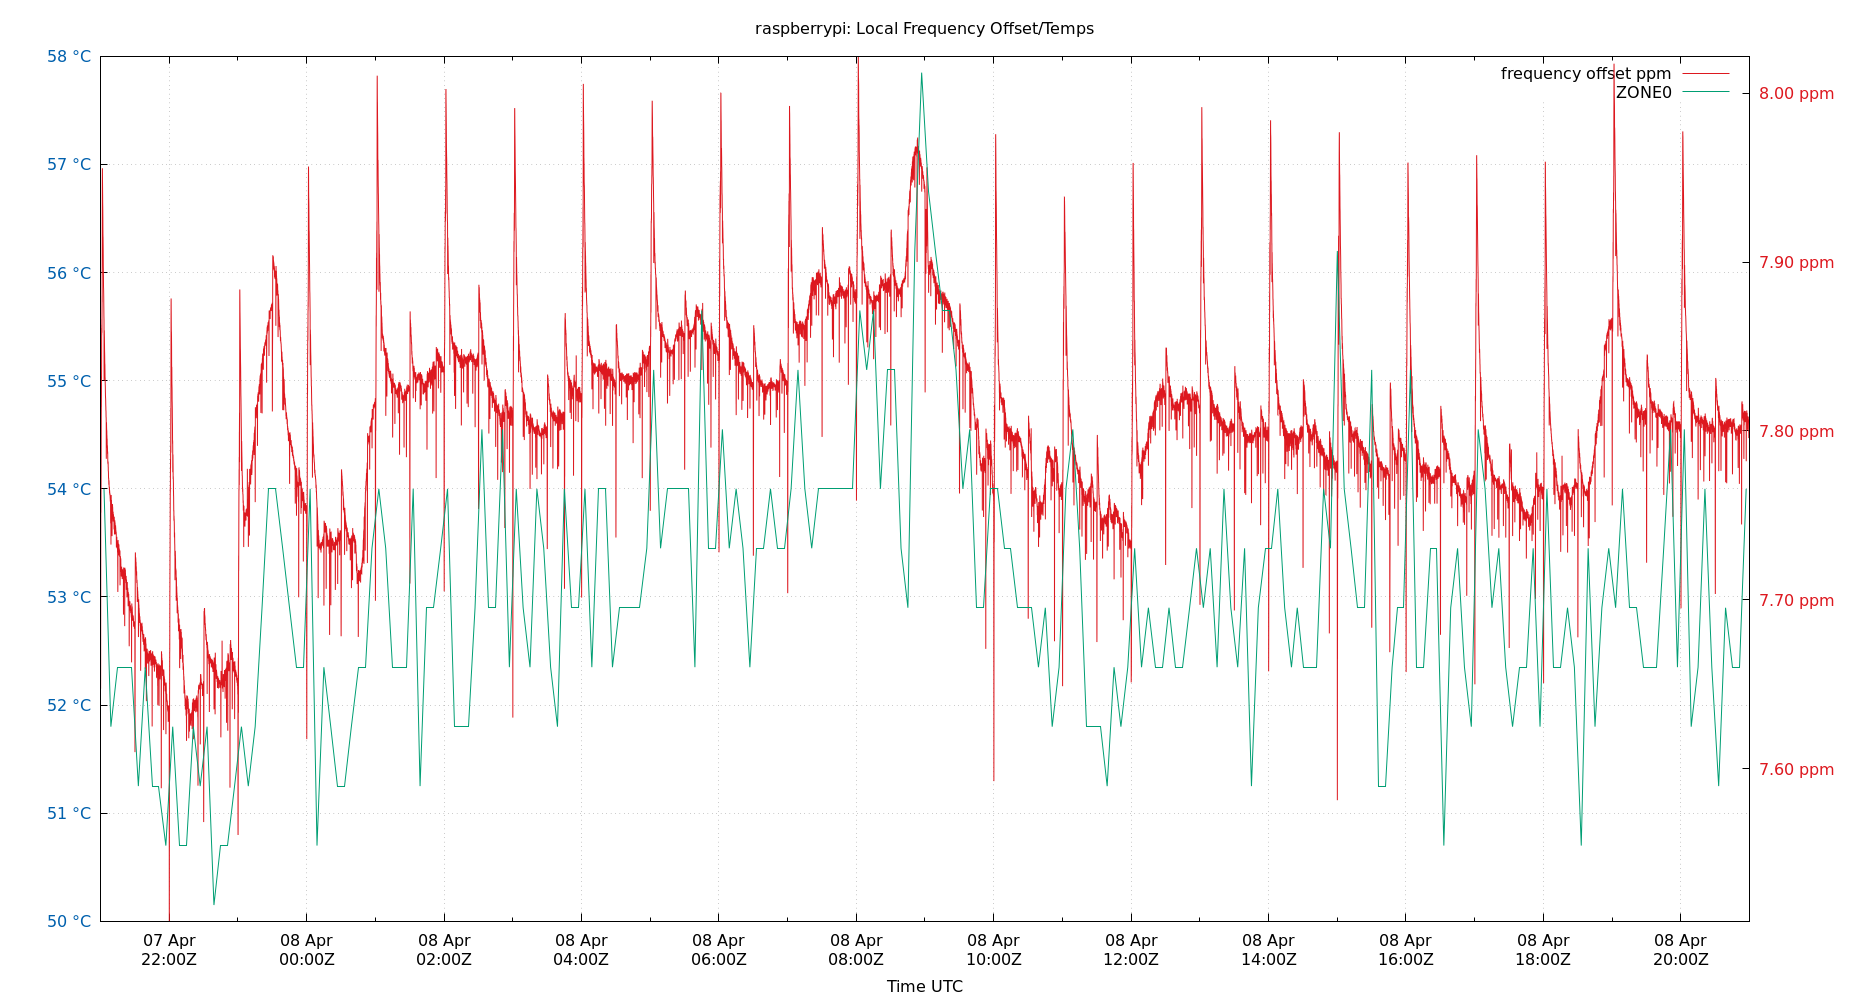 raspberrypi: Local Frequency Offset/Temps
58 °C
57 °C
56 °C
55 °C
54 °C
53 °C
52 °C
51 °C
50 °C
frequency offset ppm
ZONE0
8.00 ppm
7.90 ppm
7.80 ppm
7.70 ppm
7.60 ppm
07 Apr
22:00Z
08 Apr
00:00Z
08 Apr
02:00Z
08 Apr
04:00Z
08 Apr
06:00Z
08 Apr
08:00Z
08 Apr
10:00Z
08 Apr
12:00Z
08 Apr
14:00Z
08 Apr
16:00Z
08 Apr
18:00Z
08 Apr
20:00Z
Time UTC